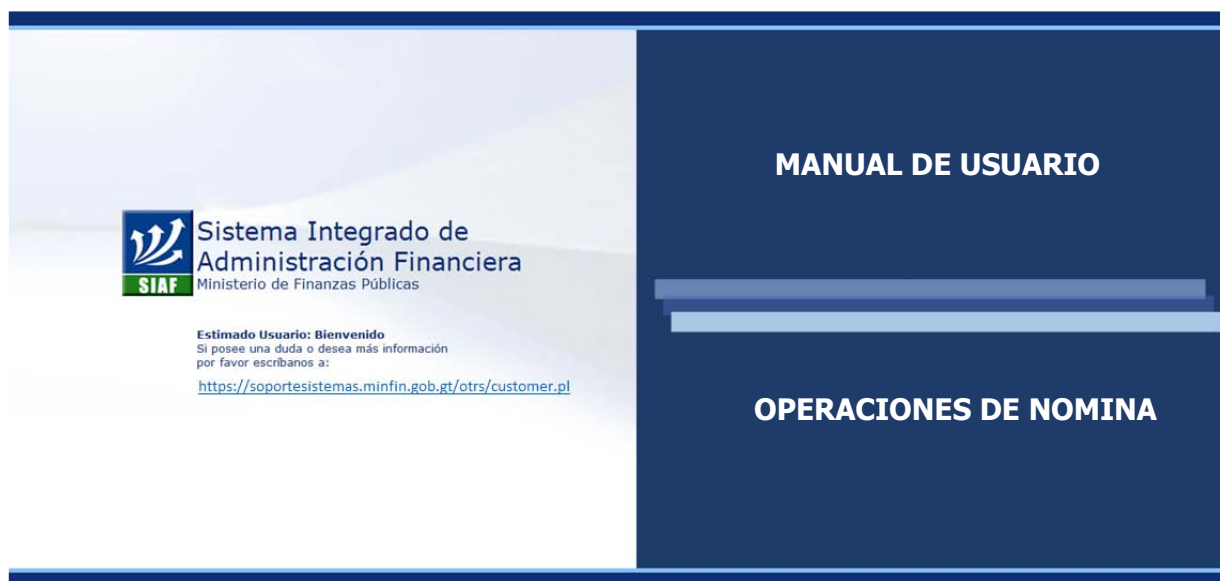 Sistema Integrado de
Administración Financiera
SIAF
Ministerio de Finanzas Públicas
Estimado Usuario: Bienvenido
Si posee una duda o desea más información
por favor escríbanos a:
https://soportesistemas.minfin.gob.gt/otrs/customer.pl
MANUAL DE USUARIO
OPERACIONES DE NOMINA